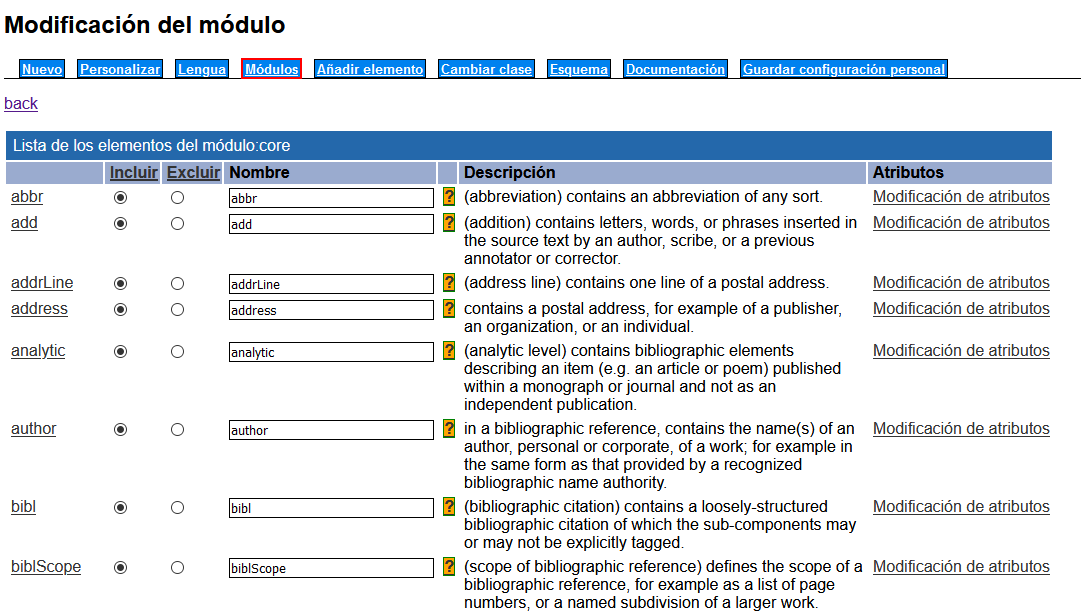 Modificación del módulo
Nuevo Personalizar Lengua Módulos Añadir elemento Cambiar clase Esquema Documentación Guardar configuración personal
back
Lista de los elementos del módulo:core
Incluir Excluir Nombre Descripción Atributos
abbr abbr ? (abbreviation) contains an abbreviation of any sort. Modificación de atributos
add add ? (addition) contains letters, words, or phrases inserted in Modificación de atributos
the source text by an author, scribe, or a previous
annotator or corrector.
addrLine addrLine ? (address line) contains one line of a postal address. Modificación de atributos
address address ? contains a postal address, for example of a publisher, Modificación de atributos
an organization, or an individual.
analytic analytic ? (analytic level) contains bibliographic elements Modificación de atributos
describing an item (e.g. an article or poem) published
within a monograph or journal and not as an
independent publication.
author author ? in a bibliographic reference, contains the name(s) of an Modificación de atributos
author, personal or corporate, of a work; for example in
the same form as that provided by a recognized
bibliographic name authority.
bibl bibl ? (bibliographic citation) contains a loosely-structured Modificación de atributos
bibliographic citation of which the sub-components may
or may not be explicitly tagged.
biblScope biblScope ? (scope of bibliographic reference) defines the scope of a Modificación de atributos
bibliographic reference, for example as a list of page
numbers, or a named subdivision of a larger work.